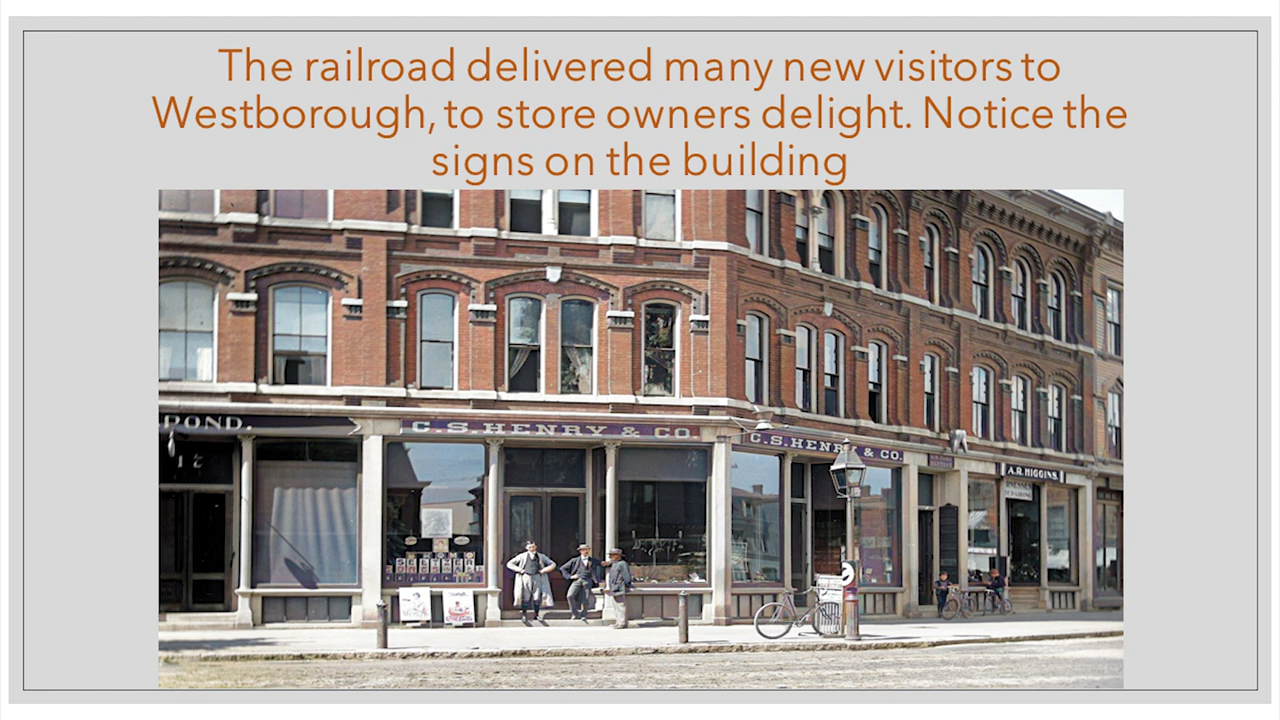 The railroad delivered many new visitors to
Westborough, to store owners delight. Notice the
signs on the building
POND.
C.S.HENRY & CO.
C.S.HENRY & CO.
A.R.HIGGINS.